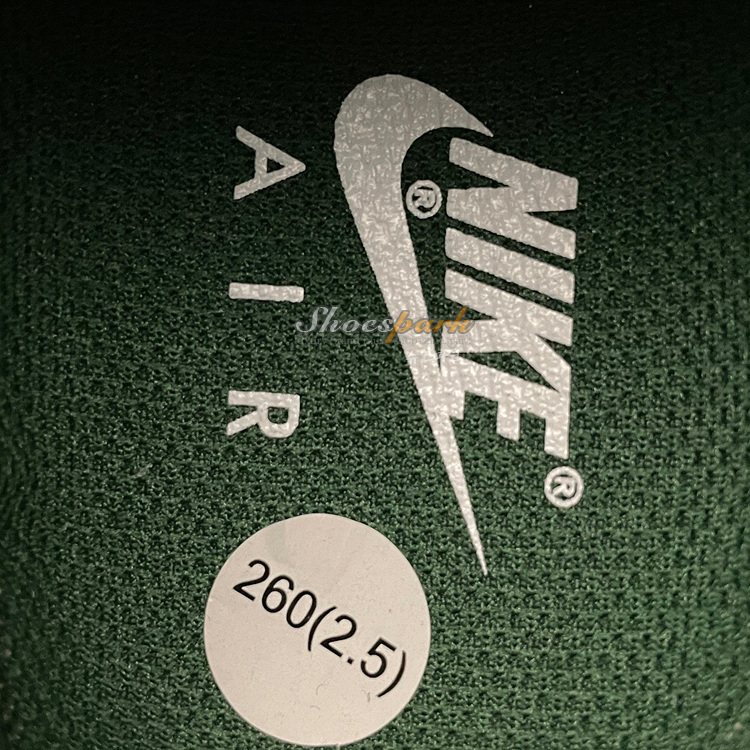 NIKE®
®
AIR
Shoespark
260(2.5)